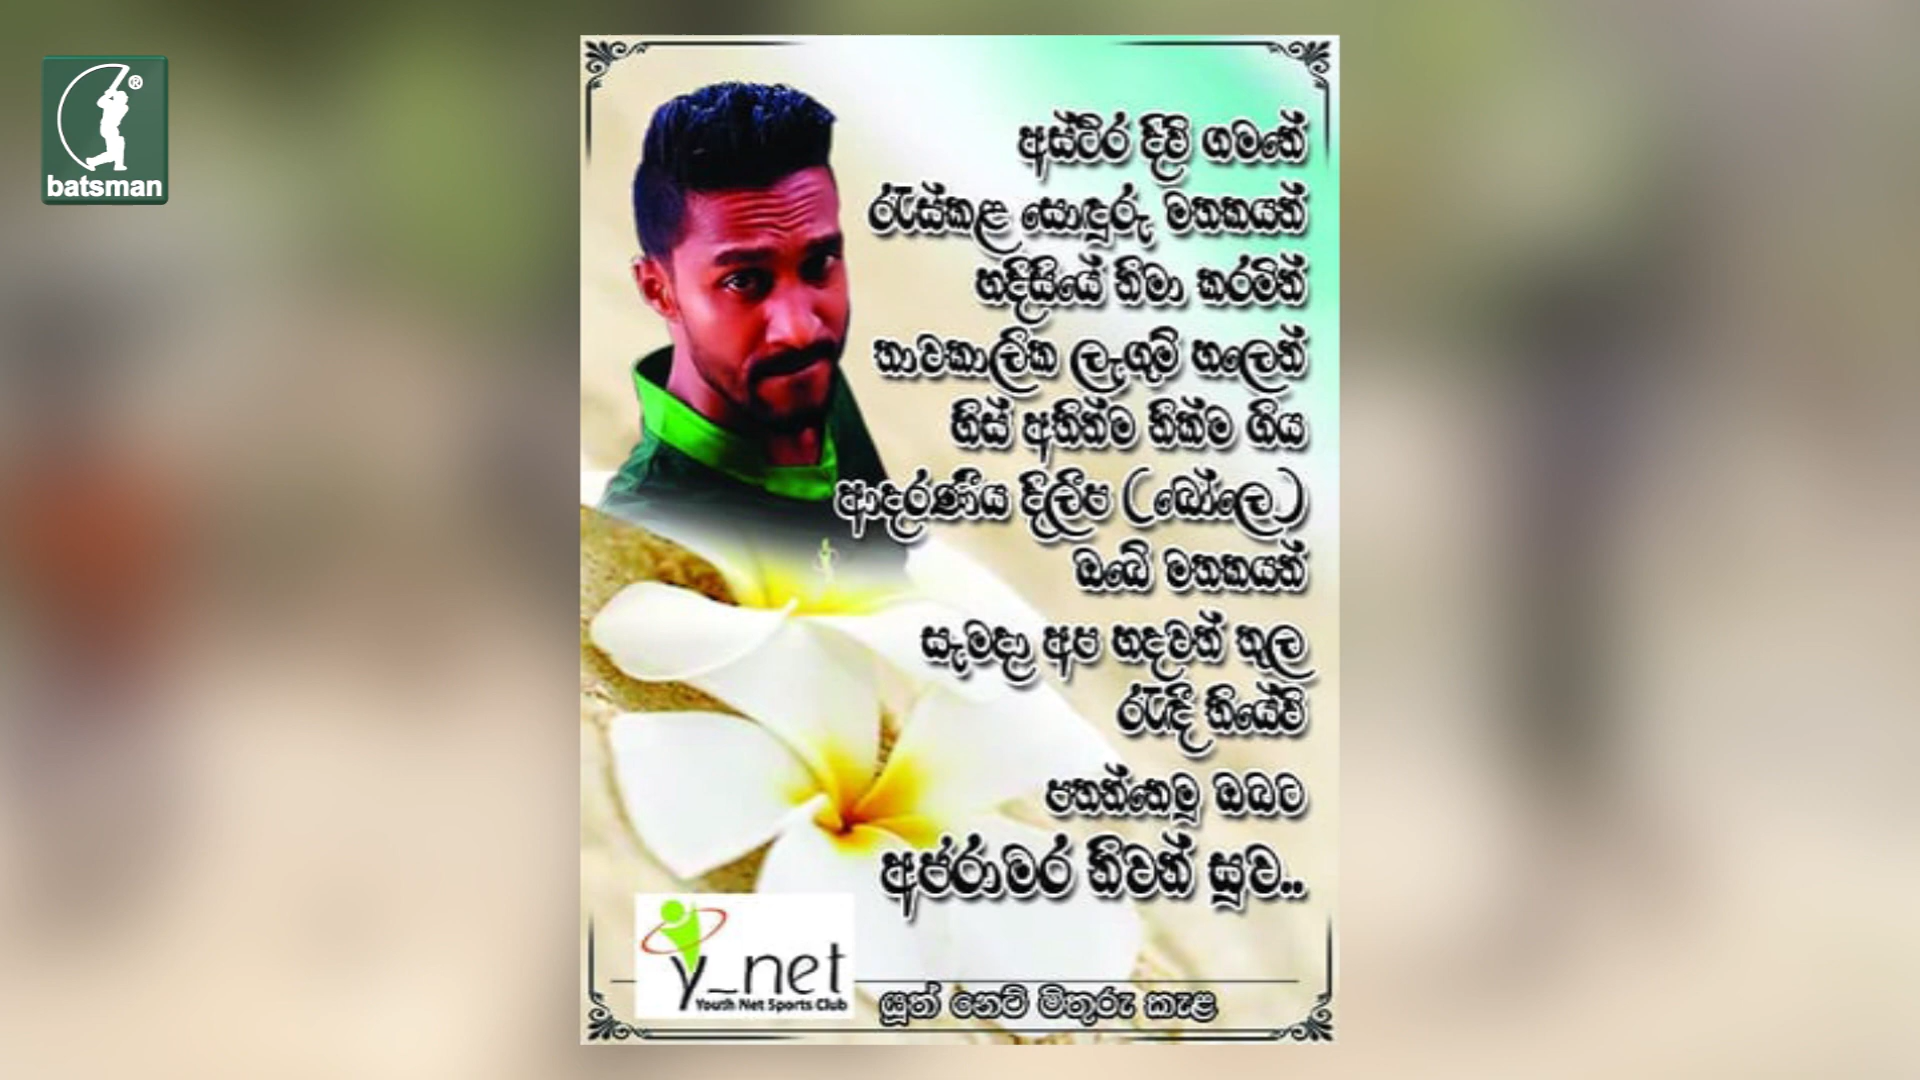 batsman
®
අස්ථිර දිවි ගමනේ
රැස්කළ සොඳුරු මතකයන්
හදිසියේ නිමා කරමින්
තාවකාලික ලැගුම් හලෙන්
හිස් අතින්ම නික්ම ගිය
ආදරණීය දිලීප (බෝලෙ)
ඔබේ මතකයන්
සැමදා අප හදවත් තුල
රැඳී තියේවි
පතන්නෙමු ඔබට
අජරාමර නිවන් සුව..
y_net
Youth Net Sports Club
යූත් නෙට් මිතුරු කැළ